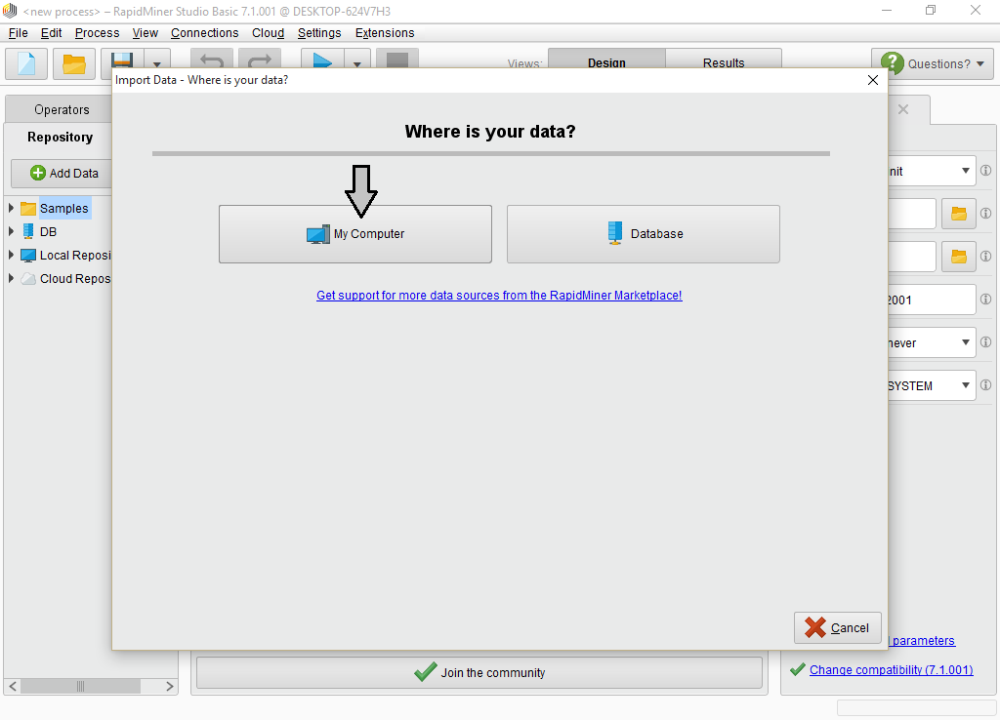 <new process> – RapidMiner Studio Basic 7.1.001 @ DESKTOP-624V7H3
File Edit Process View Connections Cloud Settings Extensions
Views: Design Results Questions?
Import Data - Where is your data?
Operators
Where is your data?
Repository
Add Data
nit
Samples
DB
My Computer
Database
Local Reposi
Cloud Repos
Get support for more data sources from the RapidMiner Marketplace!
2001
never
SYSTEM
Cancel
parameters
Join the community
Change compatibility (7.1.001)